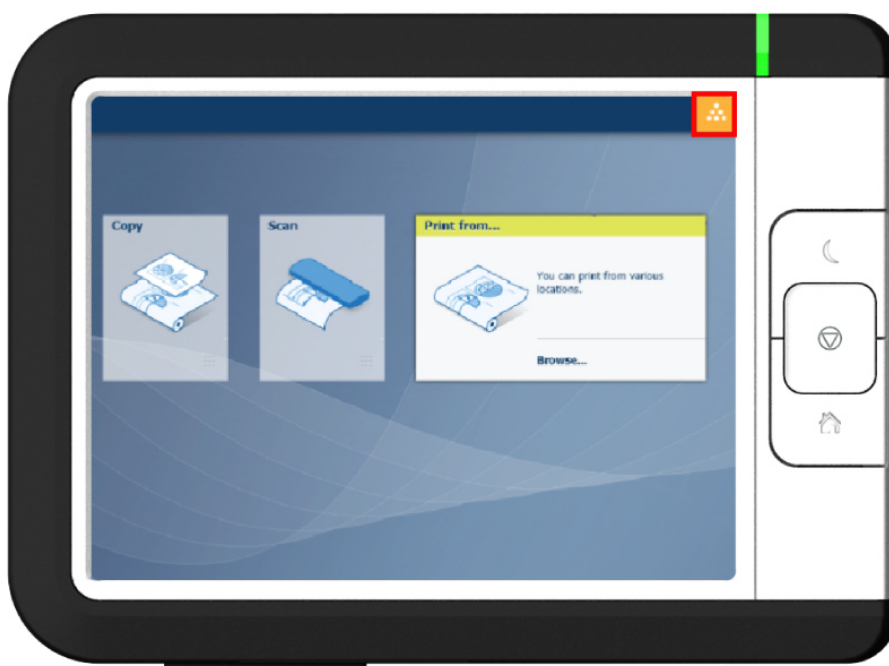 Copy
Scan
Print from...
You can print from various
locations.
Browse...